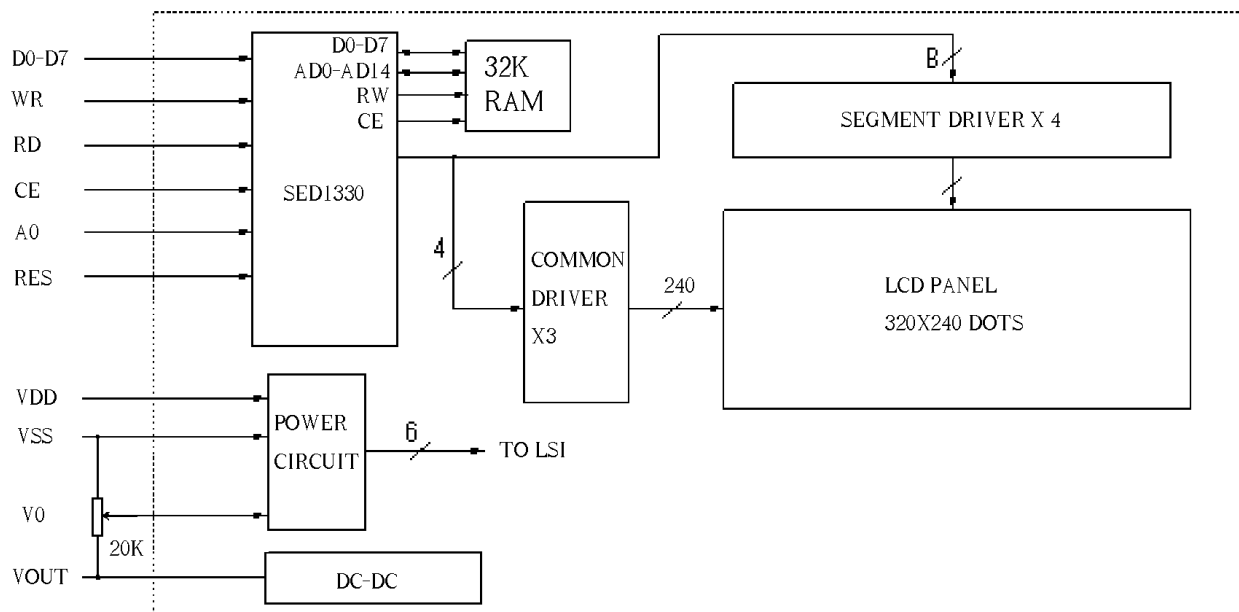 D0-D7
WR
RD
CE
A0
RES
D0-D7
AD0-AD14
RW
CE
SED1330
32K
RAM
B
SEGMENT DRIVER X 4
4
COMMON
DRIVER
X3
240
LCD PANEL
320X240 DOTS
VDD
VSS
V0
20K
VOUT
POWER
CIRCUIT
6
TO LSI
DC-DC